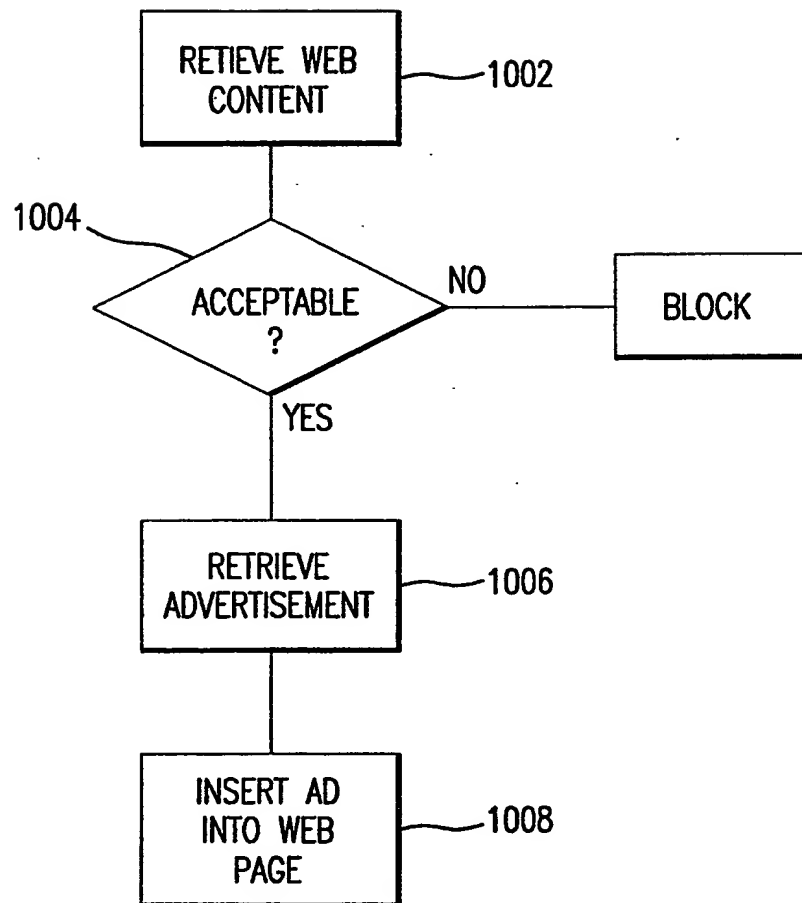 RETIEVE WEB
CONTENT
1002
1004
ACCEPTABLE
?
NO
BLOCK
YES
RETRIEVE
ADVERTISEMENT
1006
INSERT AD
INTO WEB
PAGE
1008